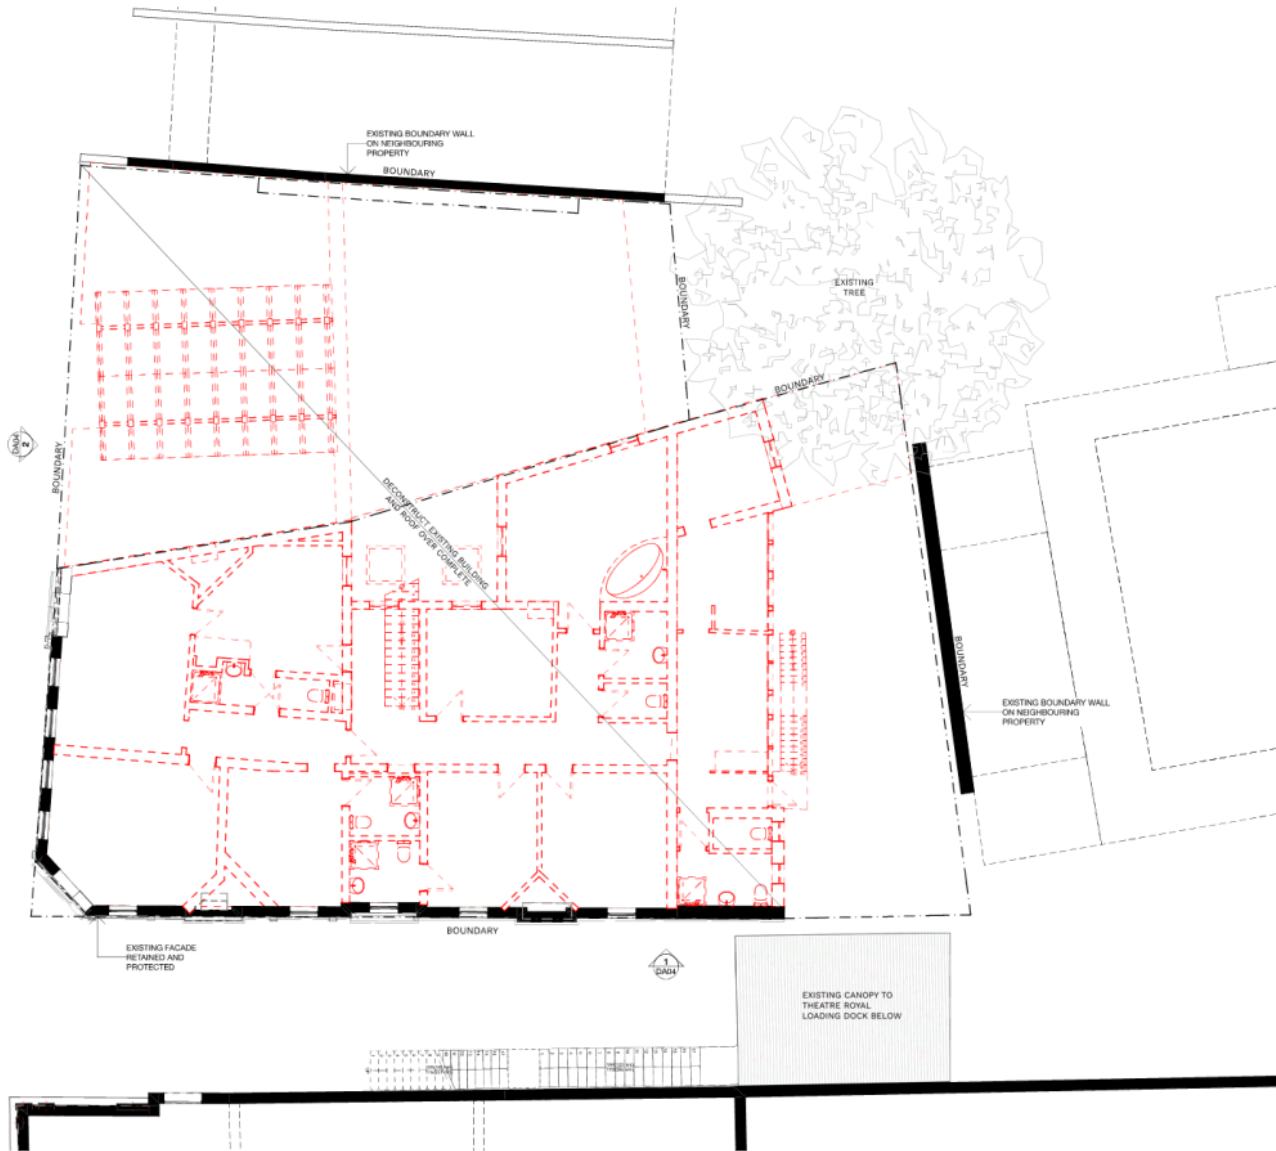 EXISTING BOUNDARY WALL
ON NEIGHBOURING
PROPERTY
BOUNDARY
EXISTING
TREE
BOUNDARY
BOUNDARY
2
DA04
BOUNDARY
DECONSTRUCT EXISTING BUILDING
AND ROOF OVER COMPLETE
BOUNDARY
EXISTING BOUNDARY WALL
ON NEIGHBOURING
PROPERTY
BOUNDARY
EXISTING FACADE
RETAINED AND
PROTECTED
1
DA04
EXISTING CANOPY TO
THEATRE ROYAL
LOADING DOCK BELOW